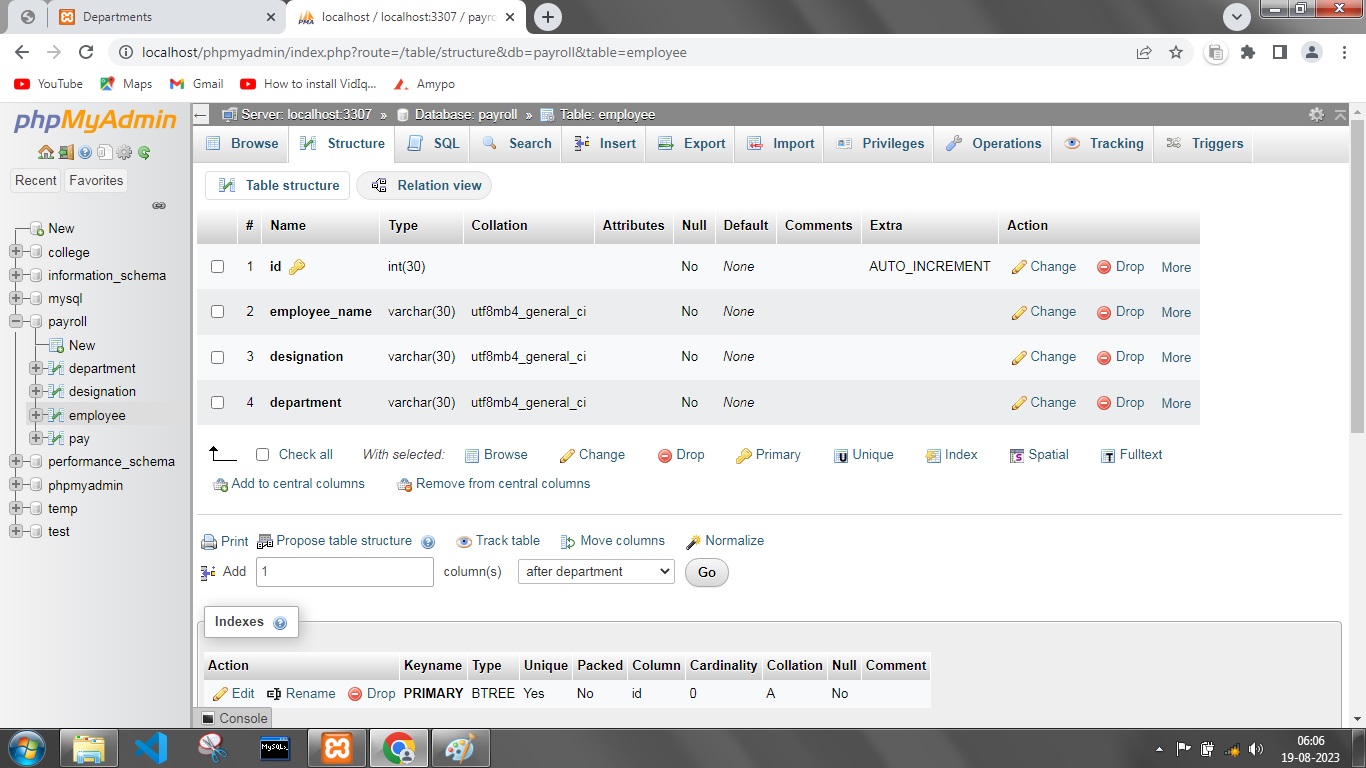 Departments
localhost / localhost:3307 / payro
localhost/phpmyadmin/index.php?route=/table/structure&db=payroll&table=employee
YouTube Maps Gmail How to install VidIq... Amypo
phpMyAdmin
Recent Favorites
New
college
information_schema
mysql
payroll
New
department
designation
employee
pay
performance_schema
phpmyadmin
temp
test
Server: localhost:3307 » Database: payroll » Table: employee
Browse Structure SQL Search Insert Export Import Privileges Operations Tracking Triggers
Table structure Relation view
# Name Type Collation Attributes Null Default Comments Extra Action
1 id int(30) No None AUTO_INCREMENT Change Drop More
2 employee_name varchar(30) utf8mb4_general_ci No None Change Drop More
3 designation varchar(30) utf8mb4_general_ci No None Change Drop More
4 department varchar(30) utf8mb4_general_ci No None Change Drop More
Check all With selected: Browse Change Drop Primary Unique Index Spatial Fulltext
Add to central columns Remove from central columns
Print Propose table structure Track table Move columns Normalize
Add 1 column(s) after department Go
Indexes
Action Keyname Type Unique Packed Column Cardinality Collation Null Comment
Edit Rename Drop PRIMARY BTREE Yes No id 0 A No
Console
06:06
19-08-2023